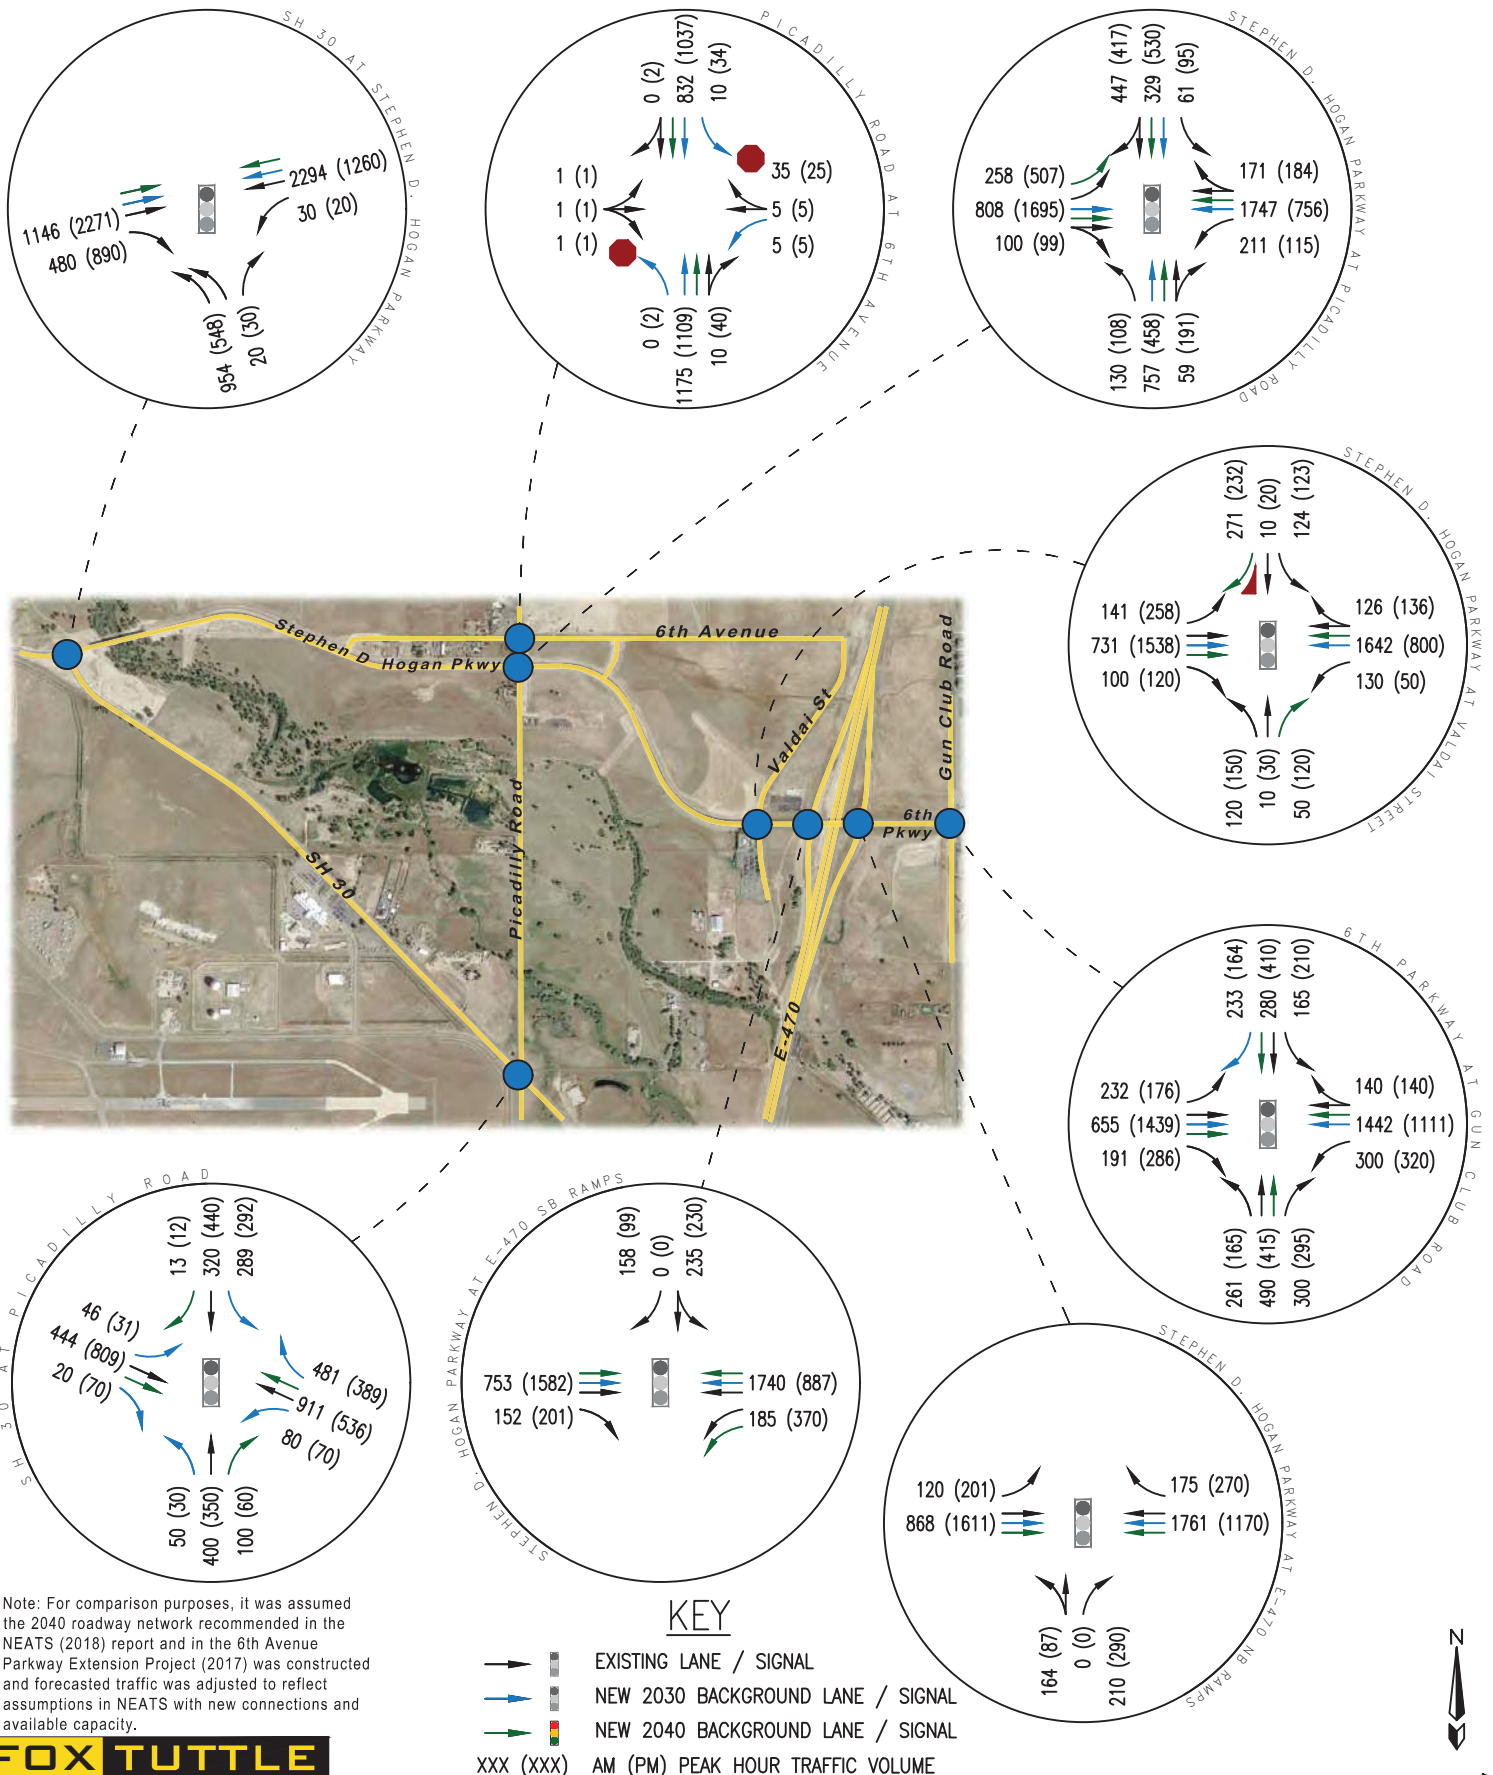 SH 30 AT STEPHEN D. HOGAN PARKWAY
2294 (1260)
30 (20)
1146 (2271)
480 (890)
954 (548)
20 (30)
PICADILLY ROAD AT 6TH AVENUE
0 (2)
832 (1037)
10 (34)
1 (1)
1 (1)
1 (1)
35 (25)
5 (5)
5 (5)
0 (2)
1175 (1109)
10 (40)
STEPHEN D. HOGAN PARKWAY AT PICADILLY ROAD
447 (417)
329 (530)
61 (95)
258 (507)
808 (1695)
100 (99)
171 (184)
1747 (756)
211 (115)
130 (108)
757 (458)
59 (191)
STEPHEN D. HOGAN PARKWAY AT VALDAI STREET
271 (232)
10 (20)
124 (123)
141 (258)
731 (1538)
100 (120)
126 (136)
1642 (800)
130 (50)
120 (150)
10 (30)
50 (120)
Stephen D Hogan Pkwy
6th Avenue
Valdai St
Gun Club Road
6th
Pkwy
Picadilly Road
SH 30
E-470
6TH PARKWAY AT GUN CLUB ROAD
233 (164)
280 (410)
165 (210)
232 (176)
655 (1439)
191 (286)
140 (140)
1442 (1111)
300 (320)
261 (165)
490 (415)
300 (295)
SH 30 AT PICADILLY ROAD
13 (12)
320 (440)
289 (292)
46 (31)
444 (809)
20 (70)
481 (389)
911 (536)
80 (70)
50 (30)
400 (350)
100 (60)
STEPHEN D. HOGAN PARKWAY AT E-470 SB RAMPS
158 (99)
0 (0)
235 (230)
753 (1582)
152 (201)
1740 (887)
185 (370)
STEPHEN D. HOGAN PARKWAY AT E-470 NB RAMPS
120 (201)
868 (1611)
175 (270)
1761 (1170)
164 (87)
0 (0)
210 (290)
Note: For comparison purposes, it was assumed
the 2040 roadway network recommended in the
NEATS (2018) report and in the 6th Avenue
Parkway Extension Project (2017) was constructed
and forecasted traffic was adjusted to reflect
assumptions in NEATS with new connections and
available capacity.
FOX TUTTLE
KEY
EXISTING LANE / SIGNAL
NEW 2030 BACKGROUND LANE / SIGNAL
NEW 2040 BACKGROUND LANE / SIGNAL
XXX (XXX) AM (PM) PEAK HOUR TRAFFIC VOLUME
N